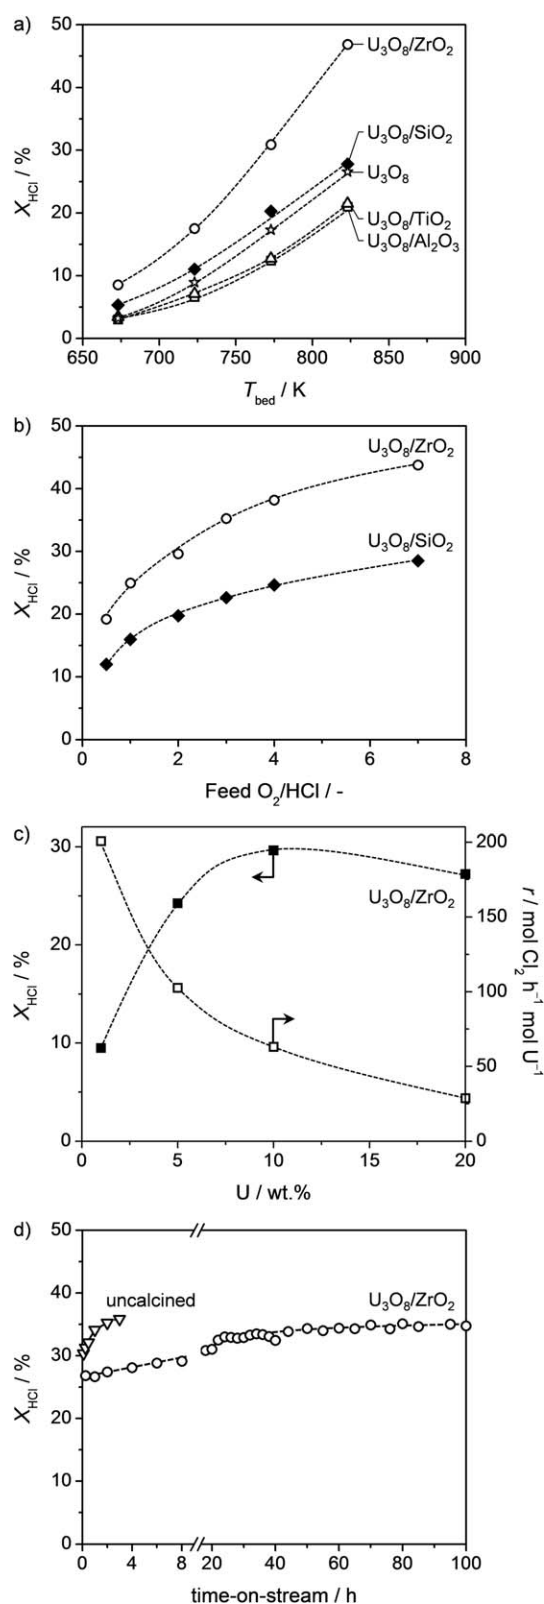 a)
50
40
30
20
10
0
X_HCl / %
U₃O₈/ZrO₂
U₃O₈/SiO₂
U₃O₈
U₃O₈/TiO₂
U₃O₈/Al₂O₃
650 700 750 800 850 900
T_bed / K
b)
50
40
30
20
10
0
X_HCl / %
U₃O₈/ZrO₂
U₃O₈/SiO₂
0 2 4 6 8
Feed O₂/HCl / -
c)
30
20
10
0
X_HCl / %
U₃O₈/ZrO₂
200
150
100
50
0
r / mol Cl₂ h⁻¹ mol U⁻¹
0 5 10 15 20
U / wt.%
d)
50
40
30
20
10
0
X_HCl / %
uncalcined
U₃O₈/ZrO₂
0 4 8 20 40 60 80 100
time-on-stream / h